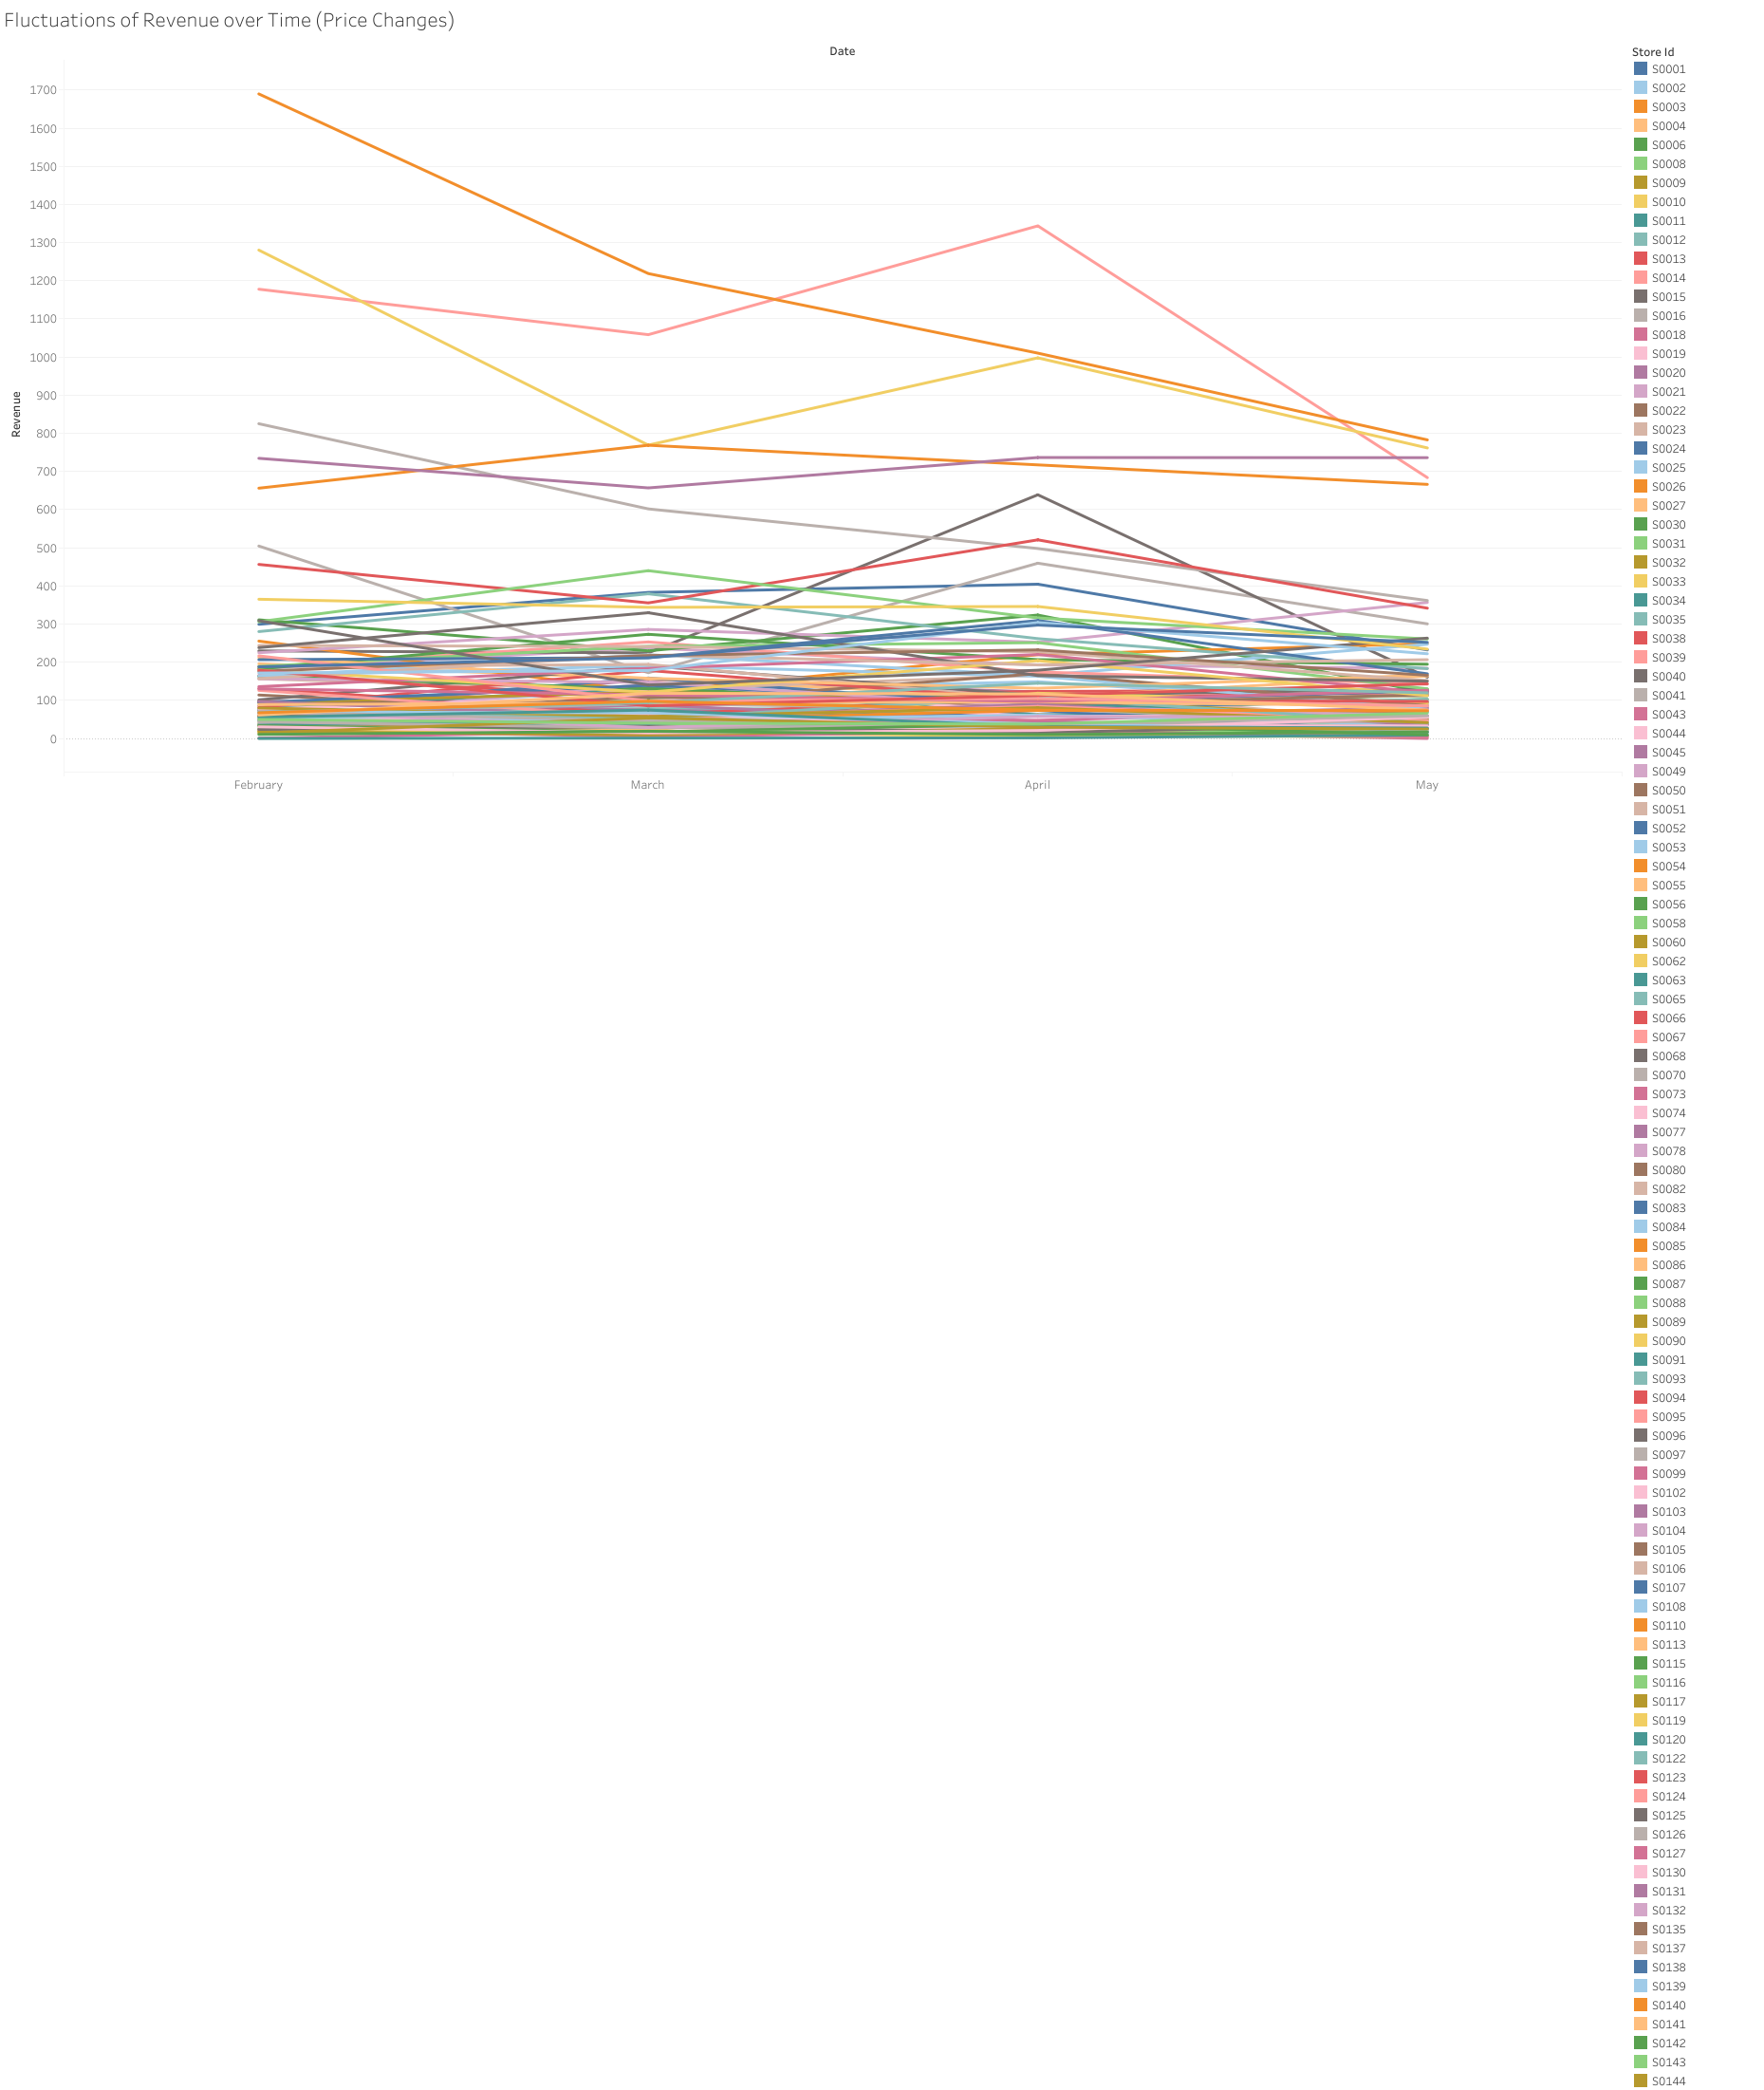 Fluctuations of Revenue over Time (Price Changes)
Date
Revenue
1700
1600
1500
1400
1300
1200
1100
1000
900
800
700
600
500
400
300
200
100
0
February
March
April
May
Store Id
S0001
S0002
S0003
S0004
S0006
S0008
S0009
S0010
S0011
S0012
S0013
S0014
S0015
S0016
S0018
S0019
S0020
S0021
S0022
S0023
S0024
S0025
S0026
S0027
S0030
S0031
S0032
S0033
S0034
S0035
S0038
S0039
S0040
S0041
S0043
S0044
S0045
S0049
S0050
S0051
S0052
S0053
S0054
S0055
S0056
S0058
S0060
S0062
S0063
S0065
S0066
S0067
S0068
S0070
S0073
S0074
S0077
S0078
S0080
S0082
S0083
S0084
S0085
S0086
S0087
S0088
S0089
S0090
S0091
S0093
S0094
S0095
S0096
S0097
S0099
S0102
S0103
S0104
S0105
S0106
S0107
S0108
S0110
S0113
S0115
S0116
S0117
S0119
S0120
S0122
S0123
S0124
S0125
S0126
S0127
S0130
S0131
S0132
S0135
S0137
S0138
S0139
S0140
S0141
S0142
S0143
S0144